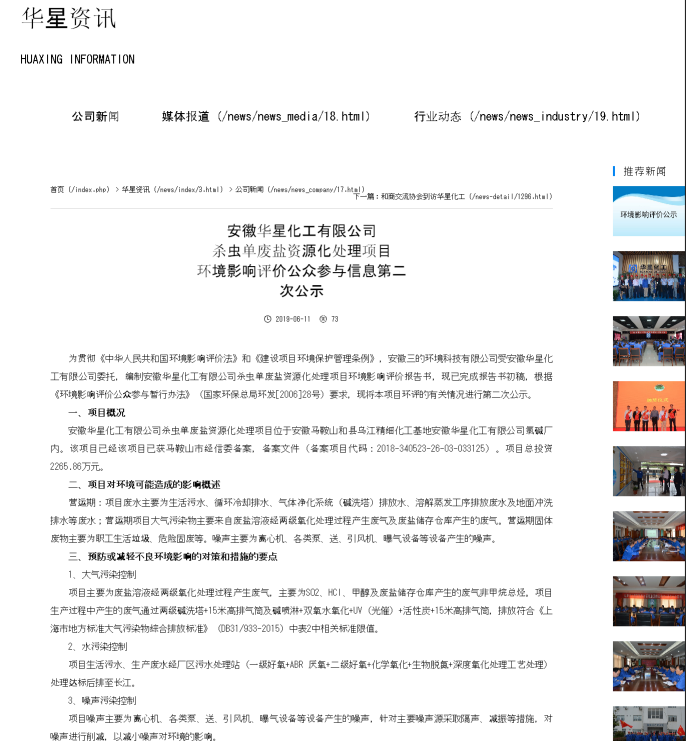 华星资讯
HUAXING INFORMATION
公司新闻 媒体报道 (/news/news_media/18.html) 行业动态 (/news/news_industry/19.html)
推荐新闻
首页 (/index.php) > 华星资讯 (/news/index/3.html) > 公司新闻 (/news/news_company/17.html)
下一篇：和商交流协会到访华星化工 (/news-detail/1296.html)
环境影响评价公示
安徽华星化工有限公司
杀虫单废盐资源化处理项目
环境影响评价公众参与信息第二
次公示
2019-06-11 73
为贯彻《中华人民共和国环境影响评价法》和《建设项目环境保护管理条例》，安徽三的环境科技有限公司受安徽华星化
工有限公司委托，编制安徽华星化工有限公司杀虫单废盐资源化处理项目环境影响评价报告书，现已完成报告书初稿，根据
《环境影响评价公众参与暂行办法》（国家环保总局环发[2006]28号）要求，现将本项目环评的有关情况进行第二次公示。
一、项目概况
安徽华星化工有限公司杀虫单废盐资源化处理项目位于安徽马鞍山和县乌江精细化工基地安徽华星化工有限公司氯碱厂
内。该项目已经该项目已获马鞍山市经信委备案，备案文件（备案项目代码：2018-340523-26-03-033125）。项目总投资
2265.86万元。
二、项目对环境可能造成的影响概述
营运期：项目废水主要为生活污水、循环冷却排水、气体净化系统（碱洗塔）排放水、溶解蒸发工序排放废水及地面冲洗
排水等废水；营运期项目大气污染物主要来自废盐溶液经两级氧化处理过程产生废气及废盐储存仓库产生的废气。营运期固体
废物主要为职工生活垃圾、危险固废等。噪声主要为离心机、各类泵、送、引风机、曝气设备等设备产生的噪声。
三、预防或减轻不良环境影响的对策和措施的要点
1、大气污染控制
项目主要为废盐溶液经两级氧化处理过程产生废气，主要为SO2、HCl、甲醇及废盐储存仓库产生的废气非甲烷总烃。项目
生产过程中产生的废气通过两级碱洗塔+15米高排气筒及碱喷淋+双氧水氧化+UV（光催）+活性炭+15米高排气筒，排放符合《上
海市地方标准大气污染物综合排放标准》（DB31/933-2015）中表2中相关标准限值。
2、水污染控制
项目生活污水、生产废水经厂区污水处理站（一级好氧+ABR 厌氧+二级好氧+化学氧化+生物脱氮+深度氧化处理工艺处理）
处理达标后排至长江。
3、噪声污染控制
项目噪声主要为离心机、各类泵、送、引风机、曝气设备等设备产生的噪声，针对主要噪声源采取隔声、减振等措施，对
噪声进行削减，以减小噪声对环境的影响。